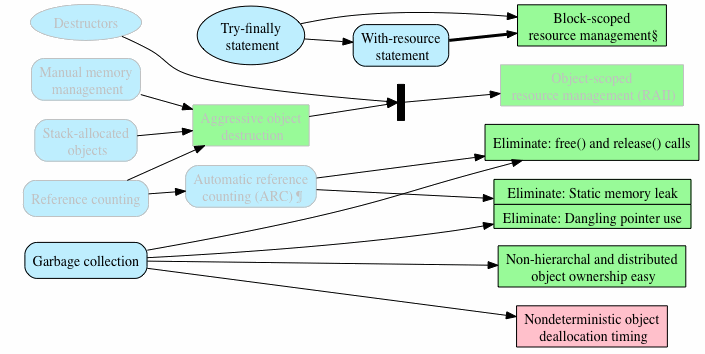 Destructors
Try-finally
statement
With-resource
statement
Block-scoped
resource management§
Manual memory
management
Object-scoped
resource management (RAII)
Aggressive object
destruction
Stack-allocated
objects
Eliminate: free() and release() calls
Automatic reference
counting (ARC) ¶
Reference counting
Eliminate: Static memory leak
Eliminate: Dangling pointer use
Garbage collection
Non-hierarchal and distributed
object ownership easy
Nondeterministic object
deallocation timing